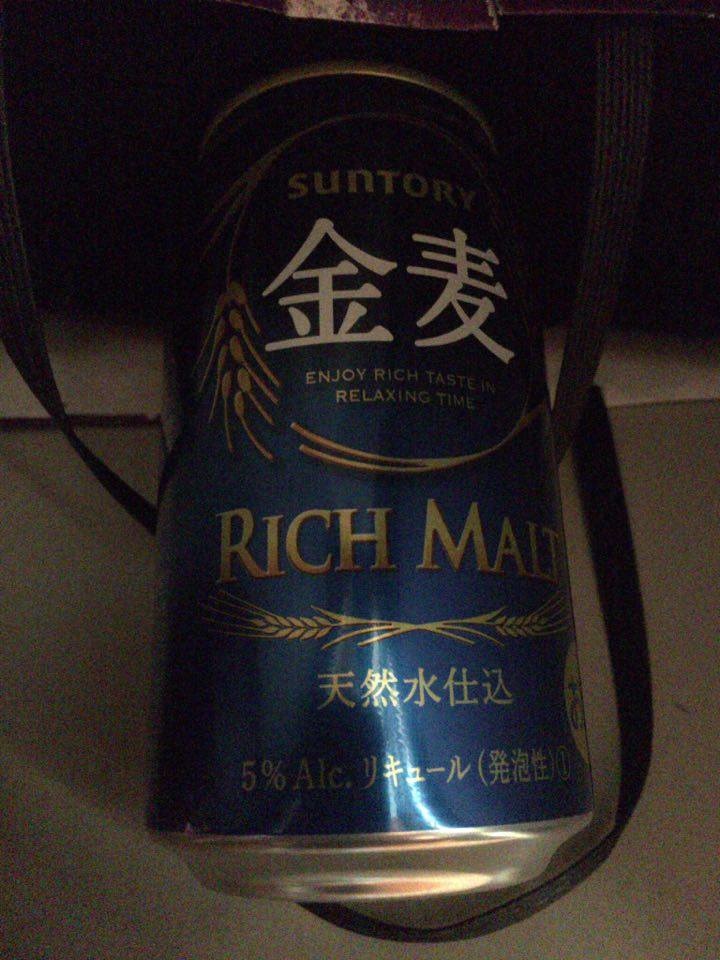 SUNTORY
金麦
ENJOY RICH TASTE IN
RELAXING TIME
RICH MALT
天然水仕込
5% Alc. リキュール(発泡性)①